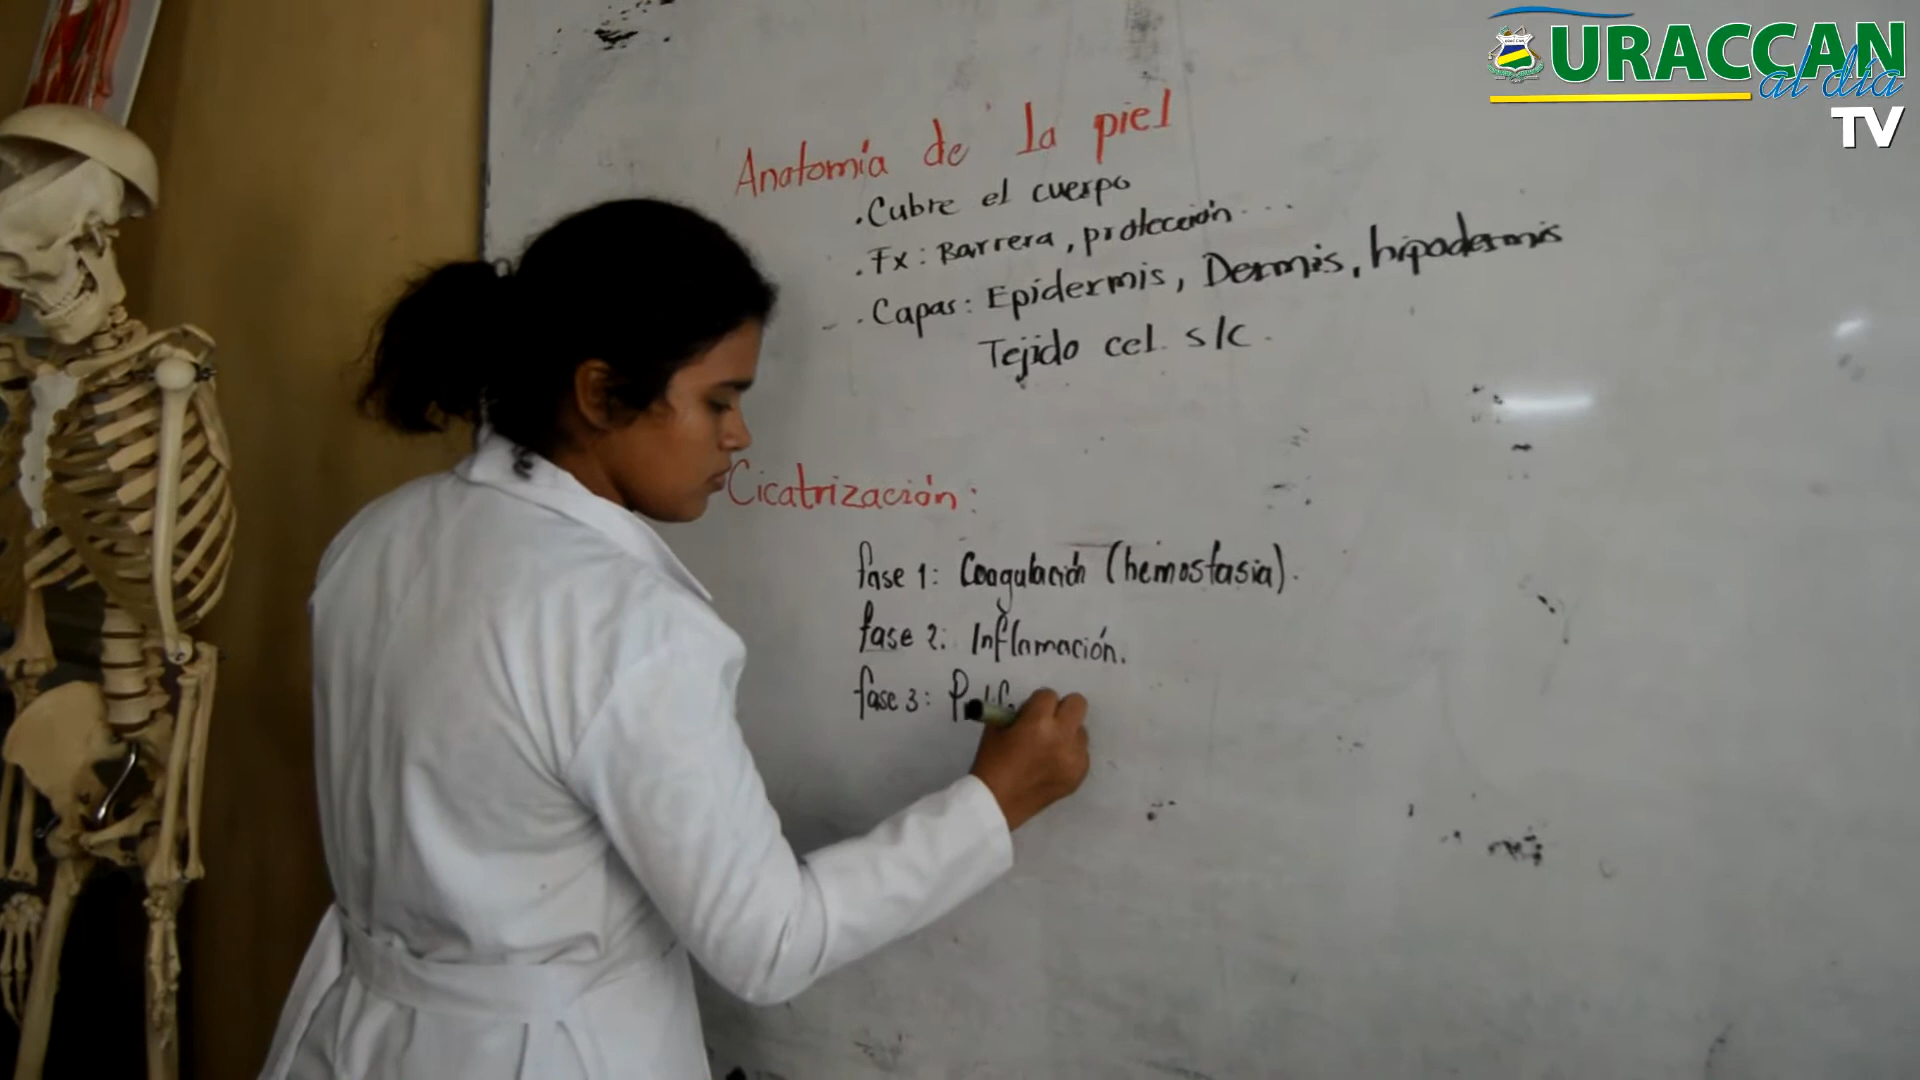 URACCAN
al día
TV
Anatomía de la piel
. Cubre el cuerpo
. Fx: Barrera, protección...
. Capas: Epidermis, Dermis, hipodermis
Tejido cel. s/c.
Cicatrización:
fase 1: Coagulación (hemostasia).
fase 2: Inflamación.
fase 3: